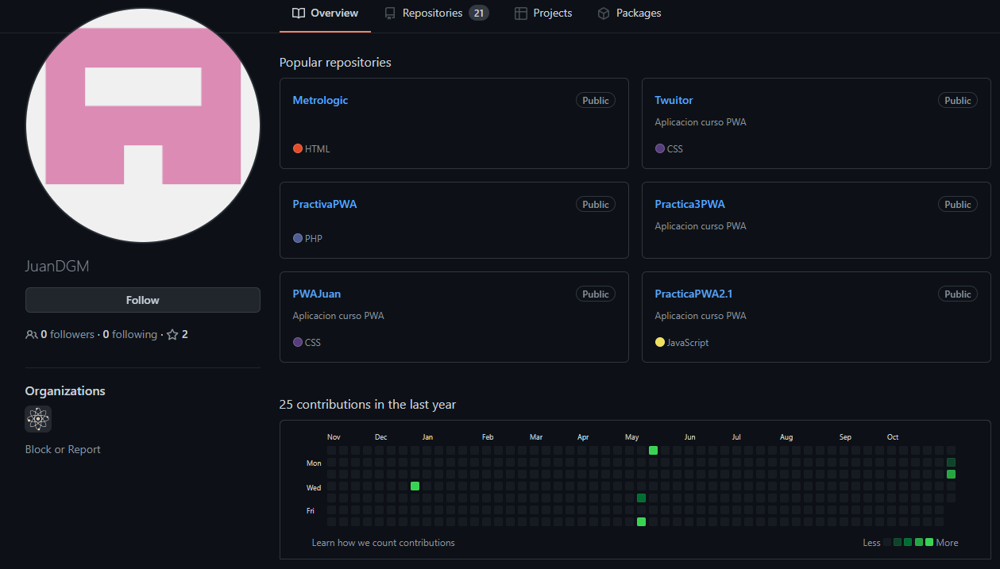 Overview Repositories 21 Projects Packages
Popular repositories
Metrologic Public
HTML
Twuitor Public
Aplicacion curso PWA
CSS
PractivaPWA Public
PHP
Practica3PWA Public
Aplicacion curso PWA
PWAJuan Public
Aplicacion curso PWA
CSS
PracticaPWA2.1 Public
Aplicacion curso PWA
JavaScript
JuanDGM
Follow
0 followers · 0 following · 2
Organizations
Block or Report
25 contributions in the last year
Nov Dec Jan Feb Mar Apr May Jun Jul Aug Sep Oct
Mon
Wed
Fri
Learn how we count contributions
Less More